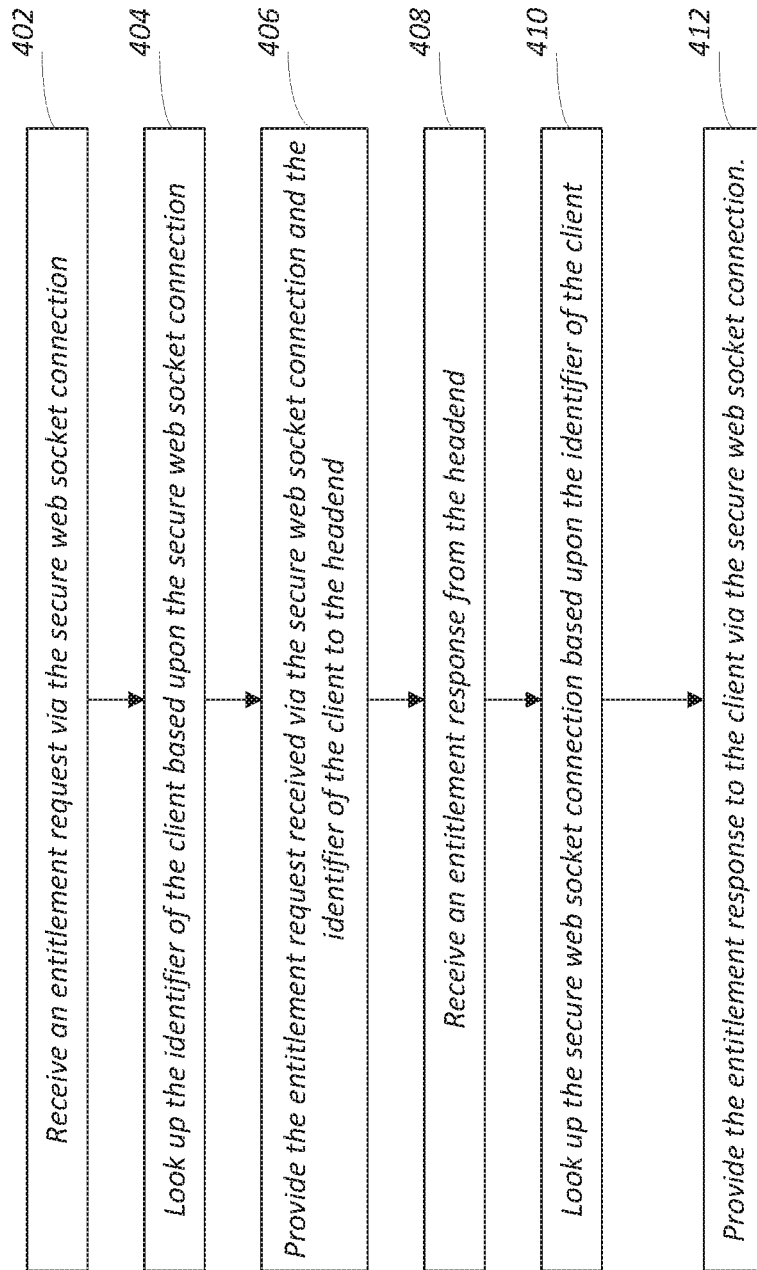 402
Receive an entitlement request via the secure web socket connection
404
Look up the identifier of the client based upon the secure web socket connection
406
Provide the entitlement request received via the secure web socket connection and the
identifier of the client to the headend
408
Receive an entitlement response from the headend
410
Look up the secure web socket connection based upon the identifier of the client
412
Provide the entitlement response to the client via the secure web socket connection.